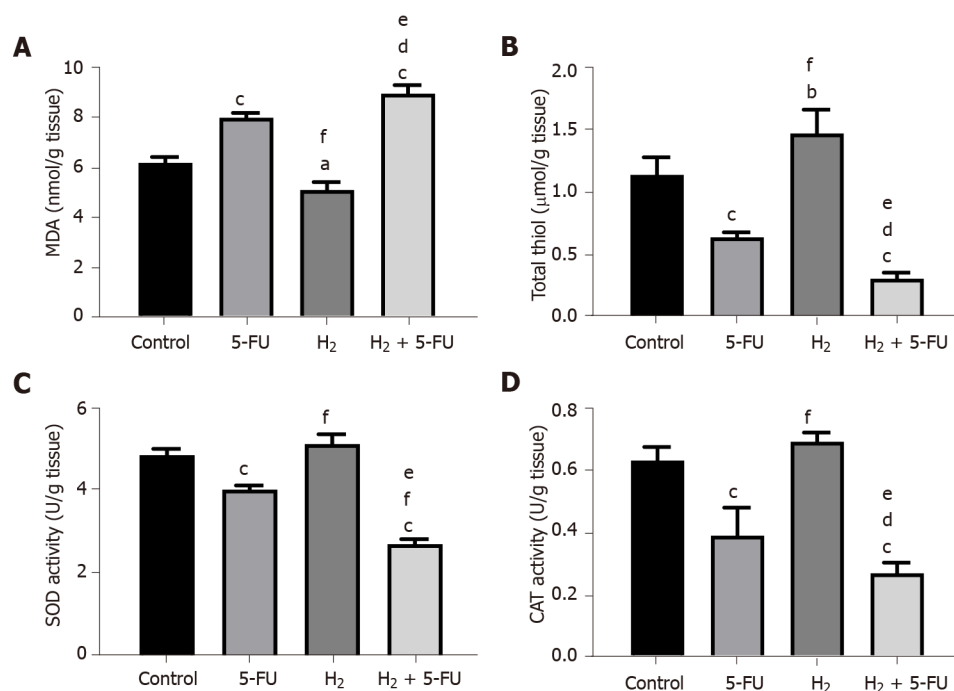 A
MDA (nmol/g tissue)
10
8
6
4
2
0
c
f
a
e
d
c
Control 5-FU H₂ H₂ + 5-FU
B
Total thiol (μmol/g tissue)
2.0
1.5
1.0
0.5
0.0
c
f
b
e
d
c
Control 5-FU H₂ H₂ + 5-FU
C
SOD activity (U/g tissue)
6
4
2
0
c
f
e
f
c
Control 5-FU H₂ H₂ + 5-FU
D
CAT activity (U/g tissue)
0.8
0.6
0.4
0.2
0.0
c
f
e
d
c
Control 5-FU H₂ H₂ + 5-FU